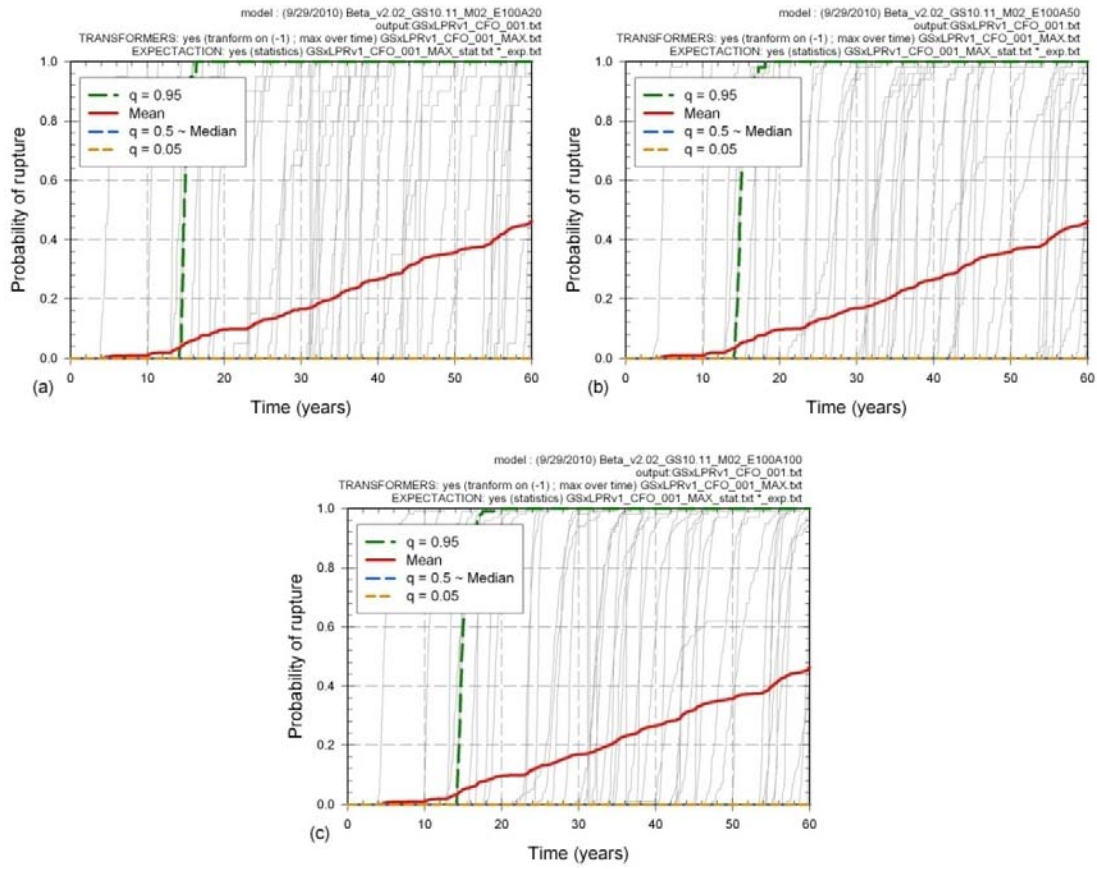 model : (9/29/2010) Beta_v2.02_GS10.11_M02_E100A20
output:GSxLPRv1_CFO_001.txt
TRANSFORMERS: yes (tranform on (-1) ; max over time) GSxLPRv1_CFO_001_MAX.txt
EXPECTACTION: yes (statistics) GSxLPRv1_CFO_001_MAX_stat.txt *_exp.txt
1.0
0.8
0.6
0.4
0.2
0.0
Probability of rupture
q = 0.95
Mean
q = 0.5 ~ Median
q = 0.05
0 10 20 30 40 50 60
Time (years)
(a)
model : (9/29/2010) Beta_v2.02_GS10.11_M02_E100A50
output:GSxLPRv1_CFO_001.txt
TRANSFORMERS: yes (tranform on (-1) ; max over time) GSxLPRv1_CFO_001_MAX.txt
EXPECTACTION: yes (statistics) GSxLPRv1_CFO_001_MAX_stat.txt *_exp.txt
1.0
0.8
0.6
0.4
0.2
0.0
Probability of rupture
q = 0.95
Mean
q = 0.5 ~ Median
q = 0.05
0 10 20 30 40 50 60
Time (years)
(b)
model : (9/29/2010) Beta_v2.02_GS10.11_M02_E100A100
output:GSxLPRv1_CFO_001.txt
TRANSFORMERS: yes (tranform on (-1) ; max over time) GSxLPRv1_CFO_001_MAX.txt
EXPECTACTION: yes (statistics) GSxLPRv1_CFO_001_MAX_stat.txt *_exp.txt
1.0
0.8
0.6
0.4
0.2
0.0
Probability of rupture
q = 0.95
Mean
q = 0.5 ~ Median
q = 0.05
0 10 20 30 40 50 60
Time (years)
(c)